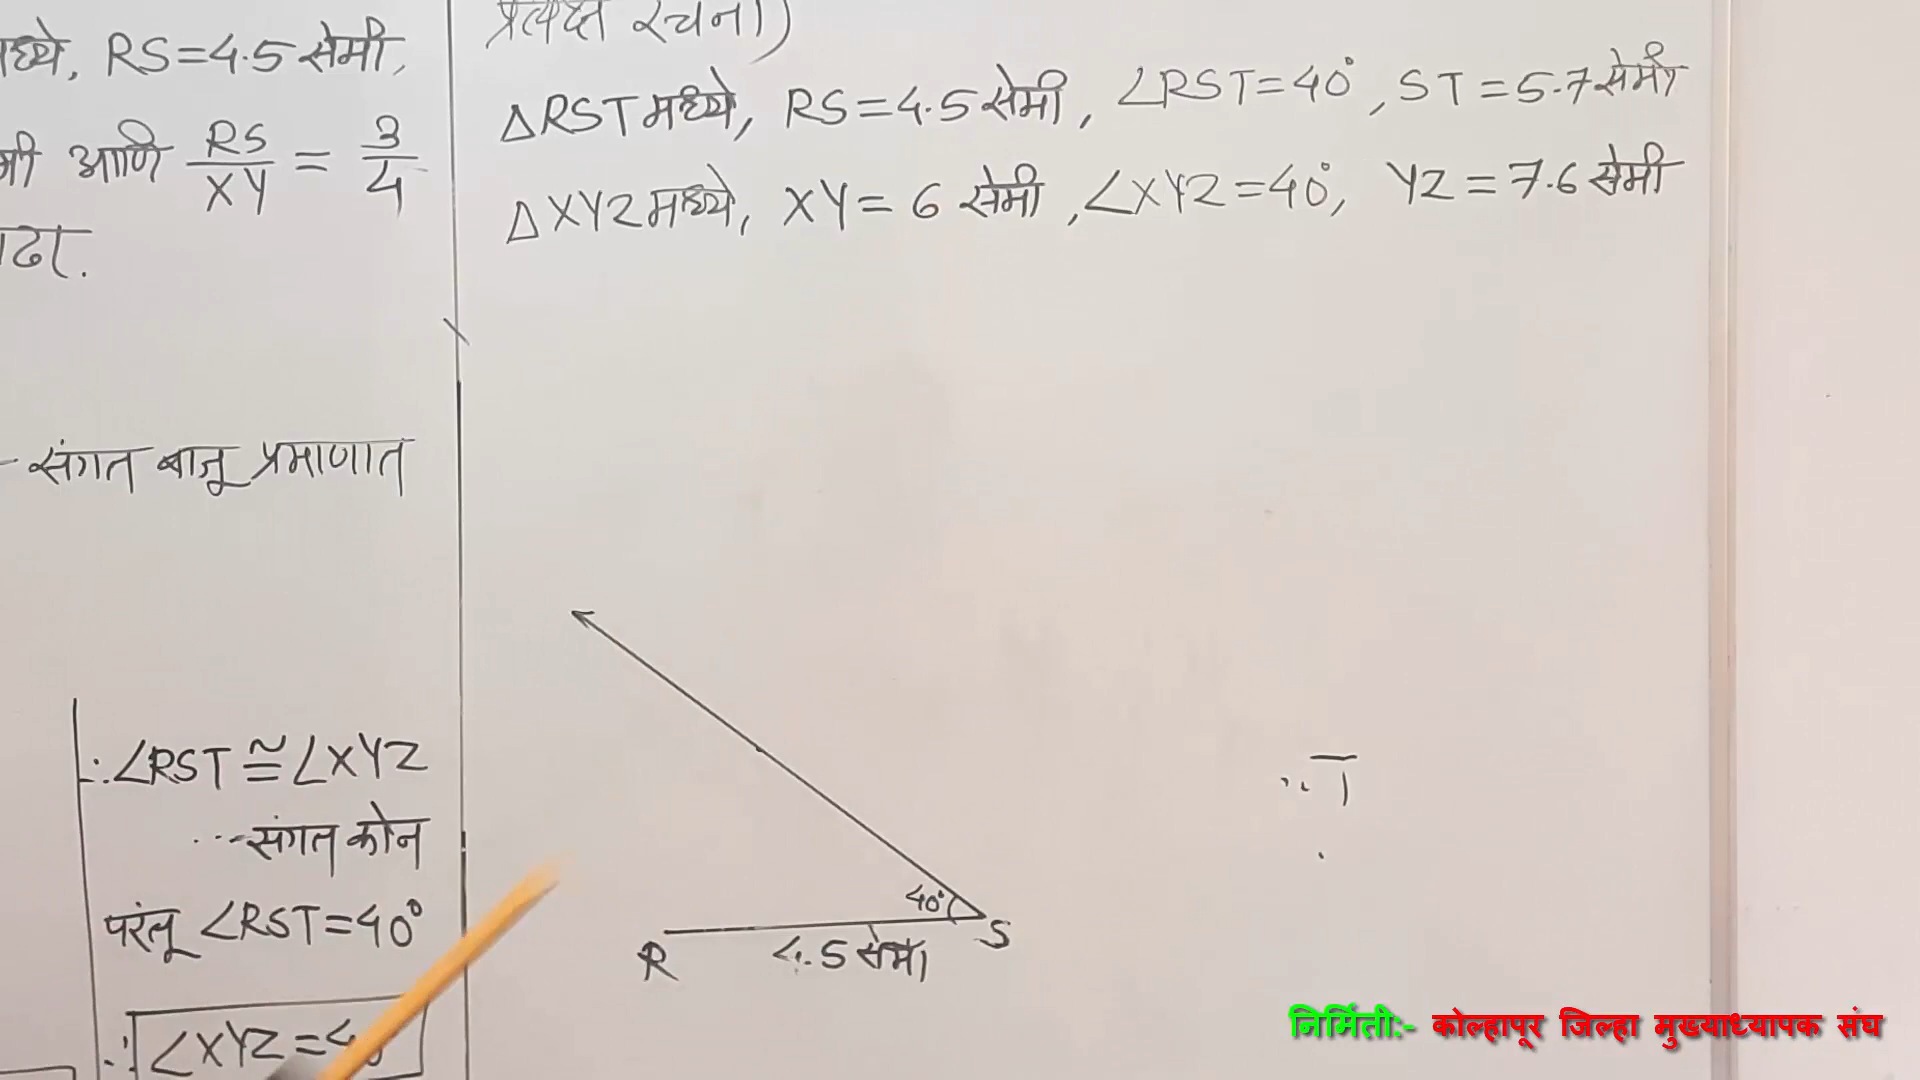 मध्ये, RS=4.5 सेमी,
आणि RS/XY = 3/4
काढा.
- संगत बाजू प्रमाणात
∴ ∠RST ≅ ∠XYZ
...संगत कोन
परंतू ∠RST=40°
∴ ∠XYZ=40
प्रत्यक्ष रचना)
△RST मध्ये, RS=4.5 सेमी, ∠RST=40°, ST=5.7 सेमी
△XYZ मध्ये, XY= 6 सेमी, ∠XYZ=40°, YZ=7.6 सेमी
40°
R
4.5 सेमी
S
निर्मिती:- कोल्हापूर जिल्हा मुख्याध्यापक संघ